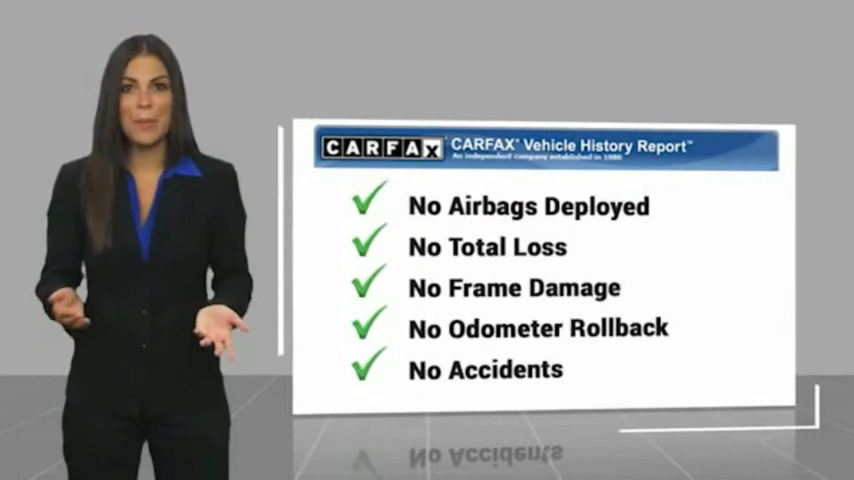 CARFAX CARFAX® Vehicle History Report™
An independent company established in 1986
No Airbags Deployed
No Total Loss
No Frame Damage
No Odometer Rollback
No Accidents
No Accidents